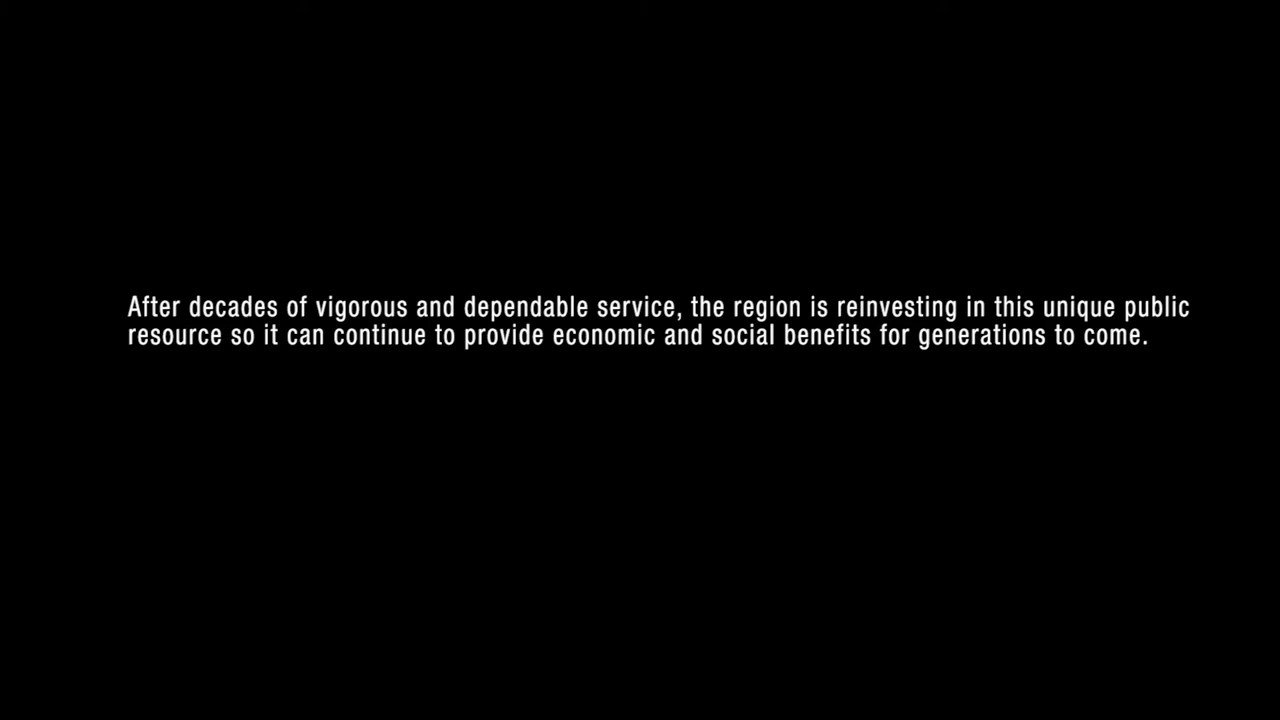 After decades of vigorous and dependable service, the region is reinvesting in this unique public
resource so it can continue to provide economic and social benefits for generations to come.